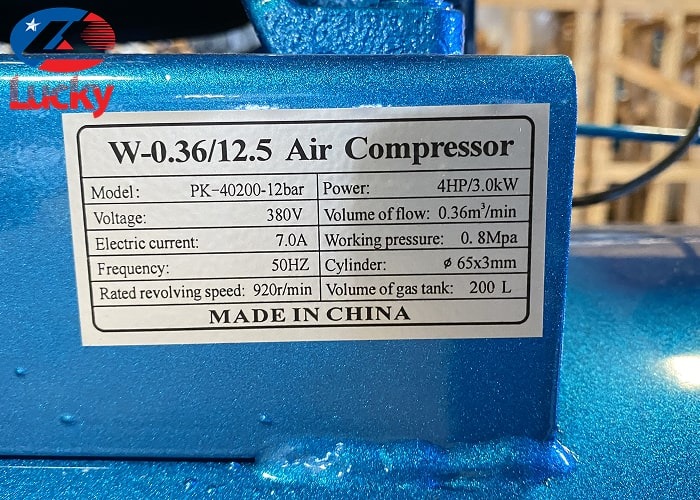 Lucky
W-0.36/12.5 Air Compressor
Model: PK-40200-12bar Power: 4HP/3.0kW
Voltage: 380V Volume of flow: 0.36m³/min
Electric current: 7.0A Working pressure: 0.8Mpa
Frequency: 50HZ Cylinder: ϕ 65x3mm
Rated revolving speed: 920r/min Volume of gas tank: 200 L
MADE IN CHINA